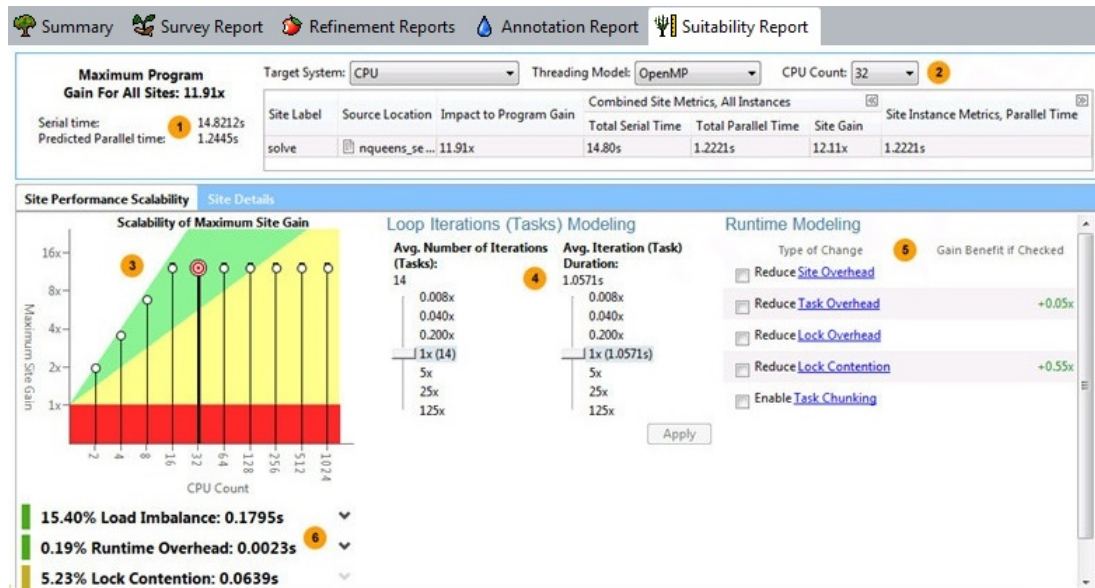 Summary Survey Report Refinement Reports Annotation Report Suitability Report
Maximum Program
Gain For All Sites: 11.91x
Serial time: 14.8212s
Predicted Parallel time: 1.2445s
1
Target System: CPU Threading Model: OpenMP CPU Count: 32 2
Site Label Source Location Impact to Program Gain Combined Site Metrics, All Instances Site Instance Metrics, Parallel Time
Total Serial Time Total Parallel Time Site Gain
solve nqueens_se... 11.91x 14.80s 1.2221s 12.11x 1.2221s
Site Performance Scalability Site Details
Scalability of Maximum Site Gain
Maximum Site Gain
16x
8x
4x
2x
1x
3
2 4 8 16 32 64 128 256 512 1024
CPU Count
Loop Iterations (Tasks) Modeling
Avg. Number of Iterations
(Tasks):
14
0.008x
0.040x
0.200x
1x (14)
5x
25x
125x
4
Avg. Iteration (Task)
Duration:
1.0571s
0.008x
0.040x
0.200x
1x (1.0571s)
5x
25x
125x
Apply
Runtime Modeling
Type of Change 5 Gain Benefit if Checked
Reduce Site Overhead
Reduce Task Overhead +0.05x
Reduce Lock Overhead
Reduce Lock Contention +0.55x
Enable Task Chunking
15.40% Load Imbalance: 0.1795s
0.19% Runtime Overhead: 0.0023s 6
5.23% Lock Contention: 0.0639s